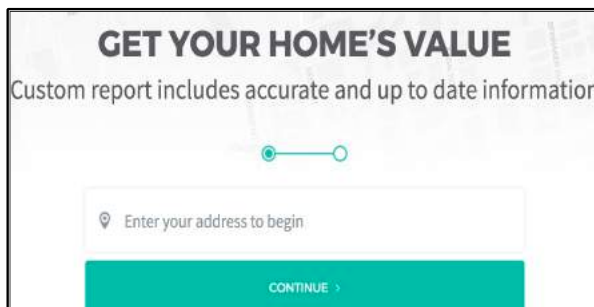 GET YOUR HOME'S VALUE
Custom report includes accurate and up to date information
Enter your address to begin
CONTINUE >